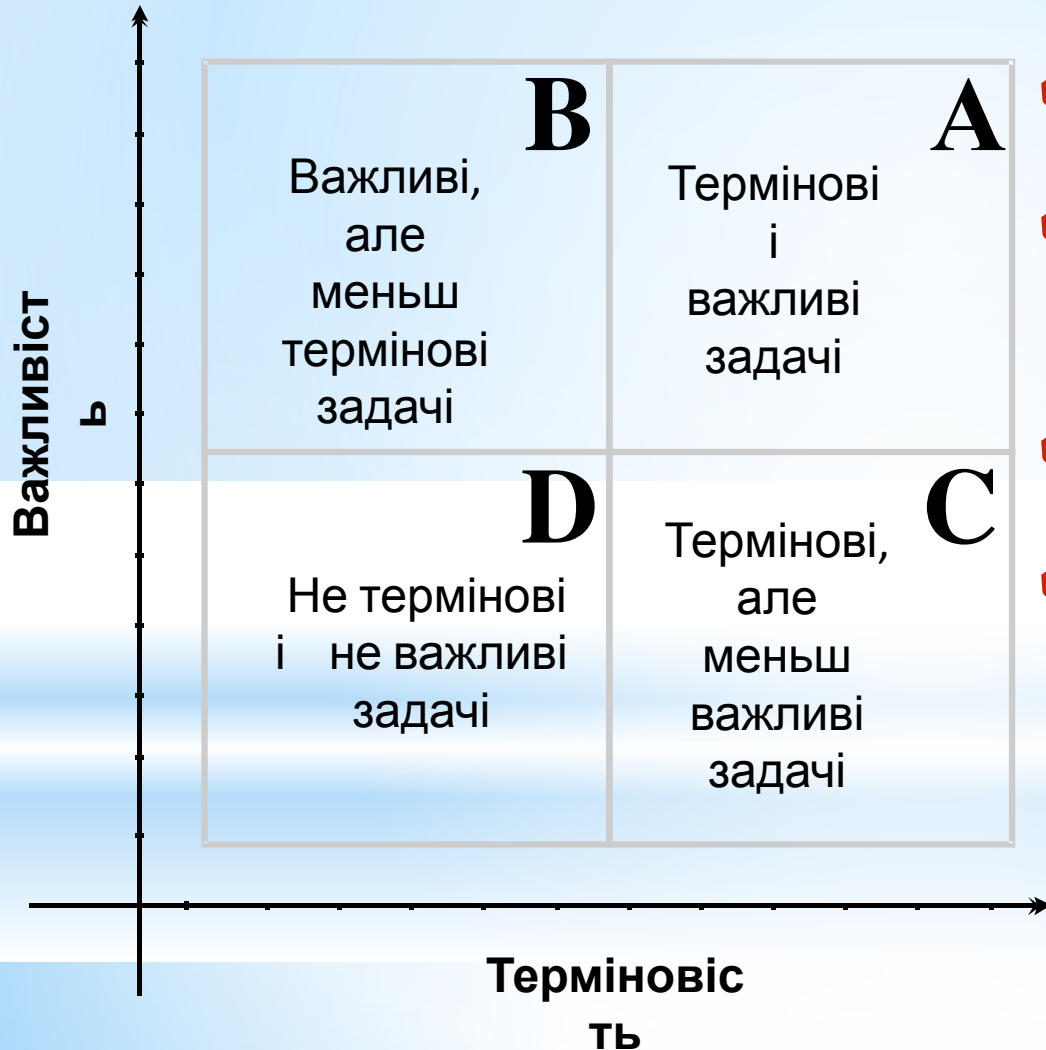 B
Важливі,
але
меньш
термінові
задачі
A
Термінові
і
важливі
задачі
Важливіст
ь
D
Не термінові
і не важливі
задачі
C
Термінові,
але
меньш
важливі
задачі
Терміновіс
ть